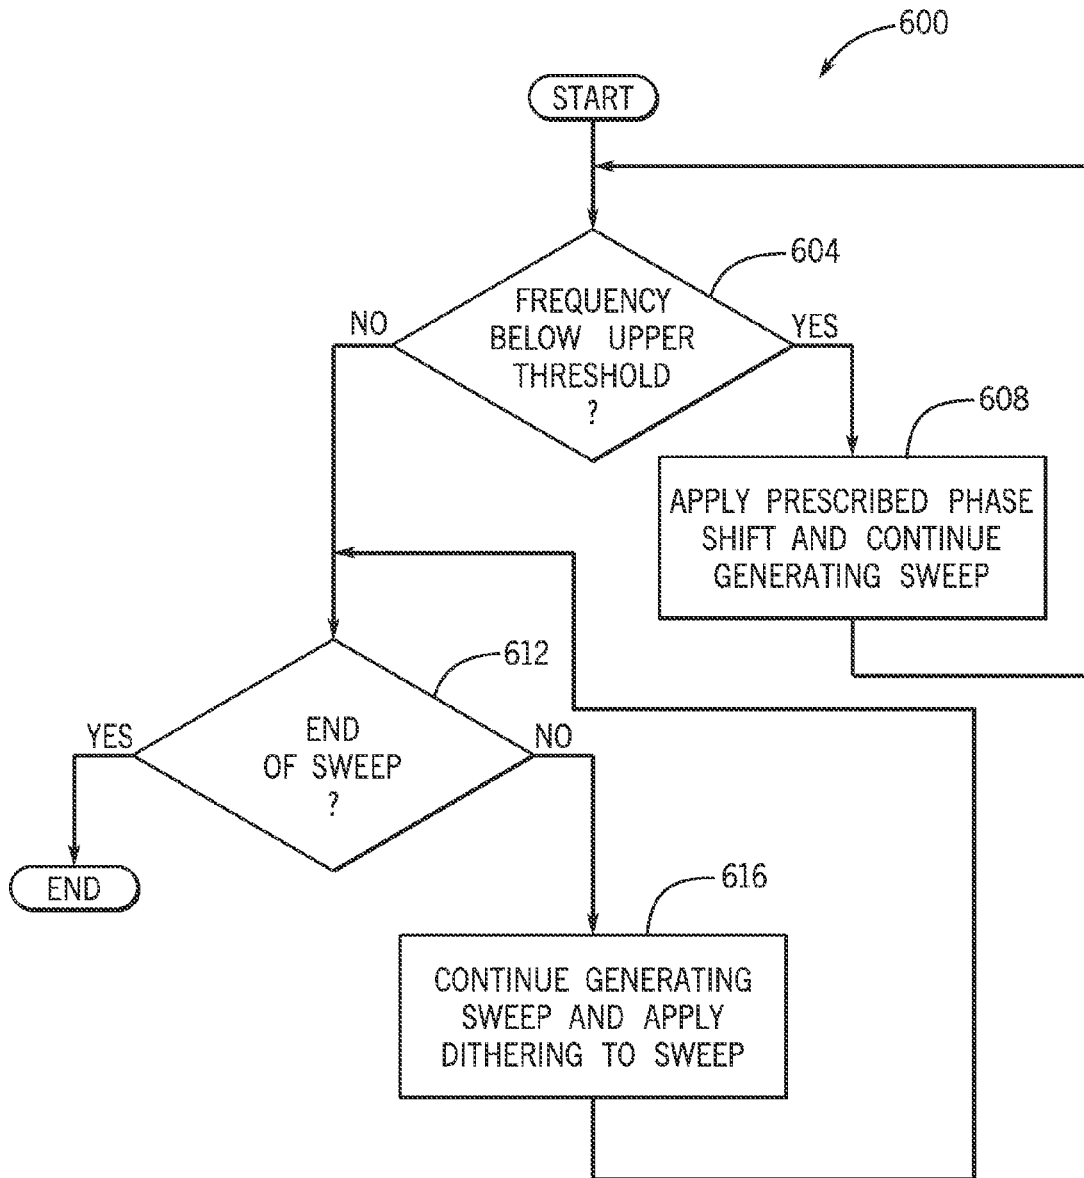 600
START
604
FREQUENCY
BELOW UPPER
THRESHOLD
?
NO
YES
608
APPLY PRESCRIBED PHASE
SHIFT AND CONTINUE
GENERATING SWEEP
612
END
OF SWEEP
?
YES
NO
END
616
CONTINUE GENERATING
SWEEP AND APPLY
DITHERING TO SWEEP